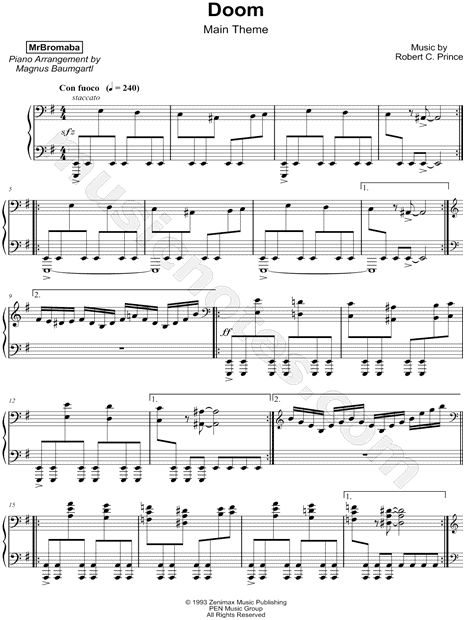 Doom
Main Theme
MrBromaba
Piano Arrangement by
Magnus Baumgartl
Music by
Robert C. Prince
Con fuoco (♩ = 240)
staccato
4
4
sfz
4
4
5
1.
9
2.
ff
12
1.
2.
15
1.
musicnotes.com
© 1993 Zenimax Music Publishing
PEN Music Group
All Rights Reserved